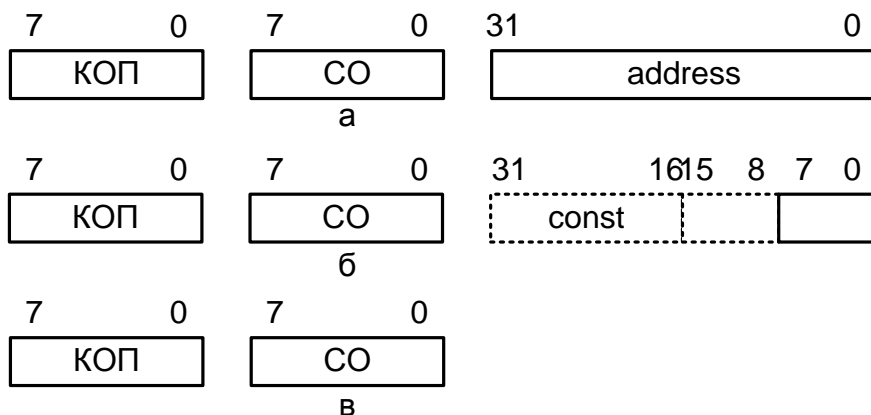 7 0 7 0 31 0
КОП СО address
а
7 0 7 0 31 1615 8 7 0
КОП СО const
б
7 0 7 0
КОП СО
в